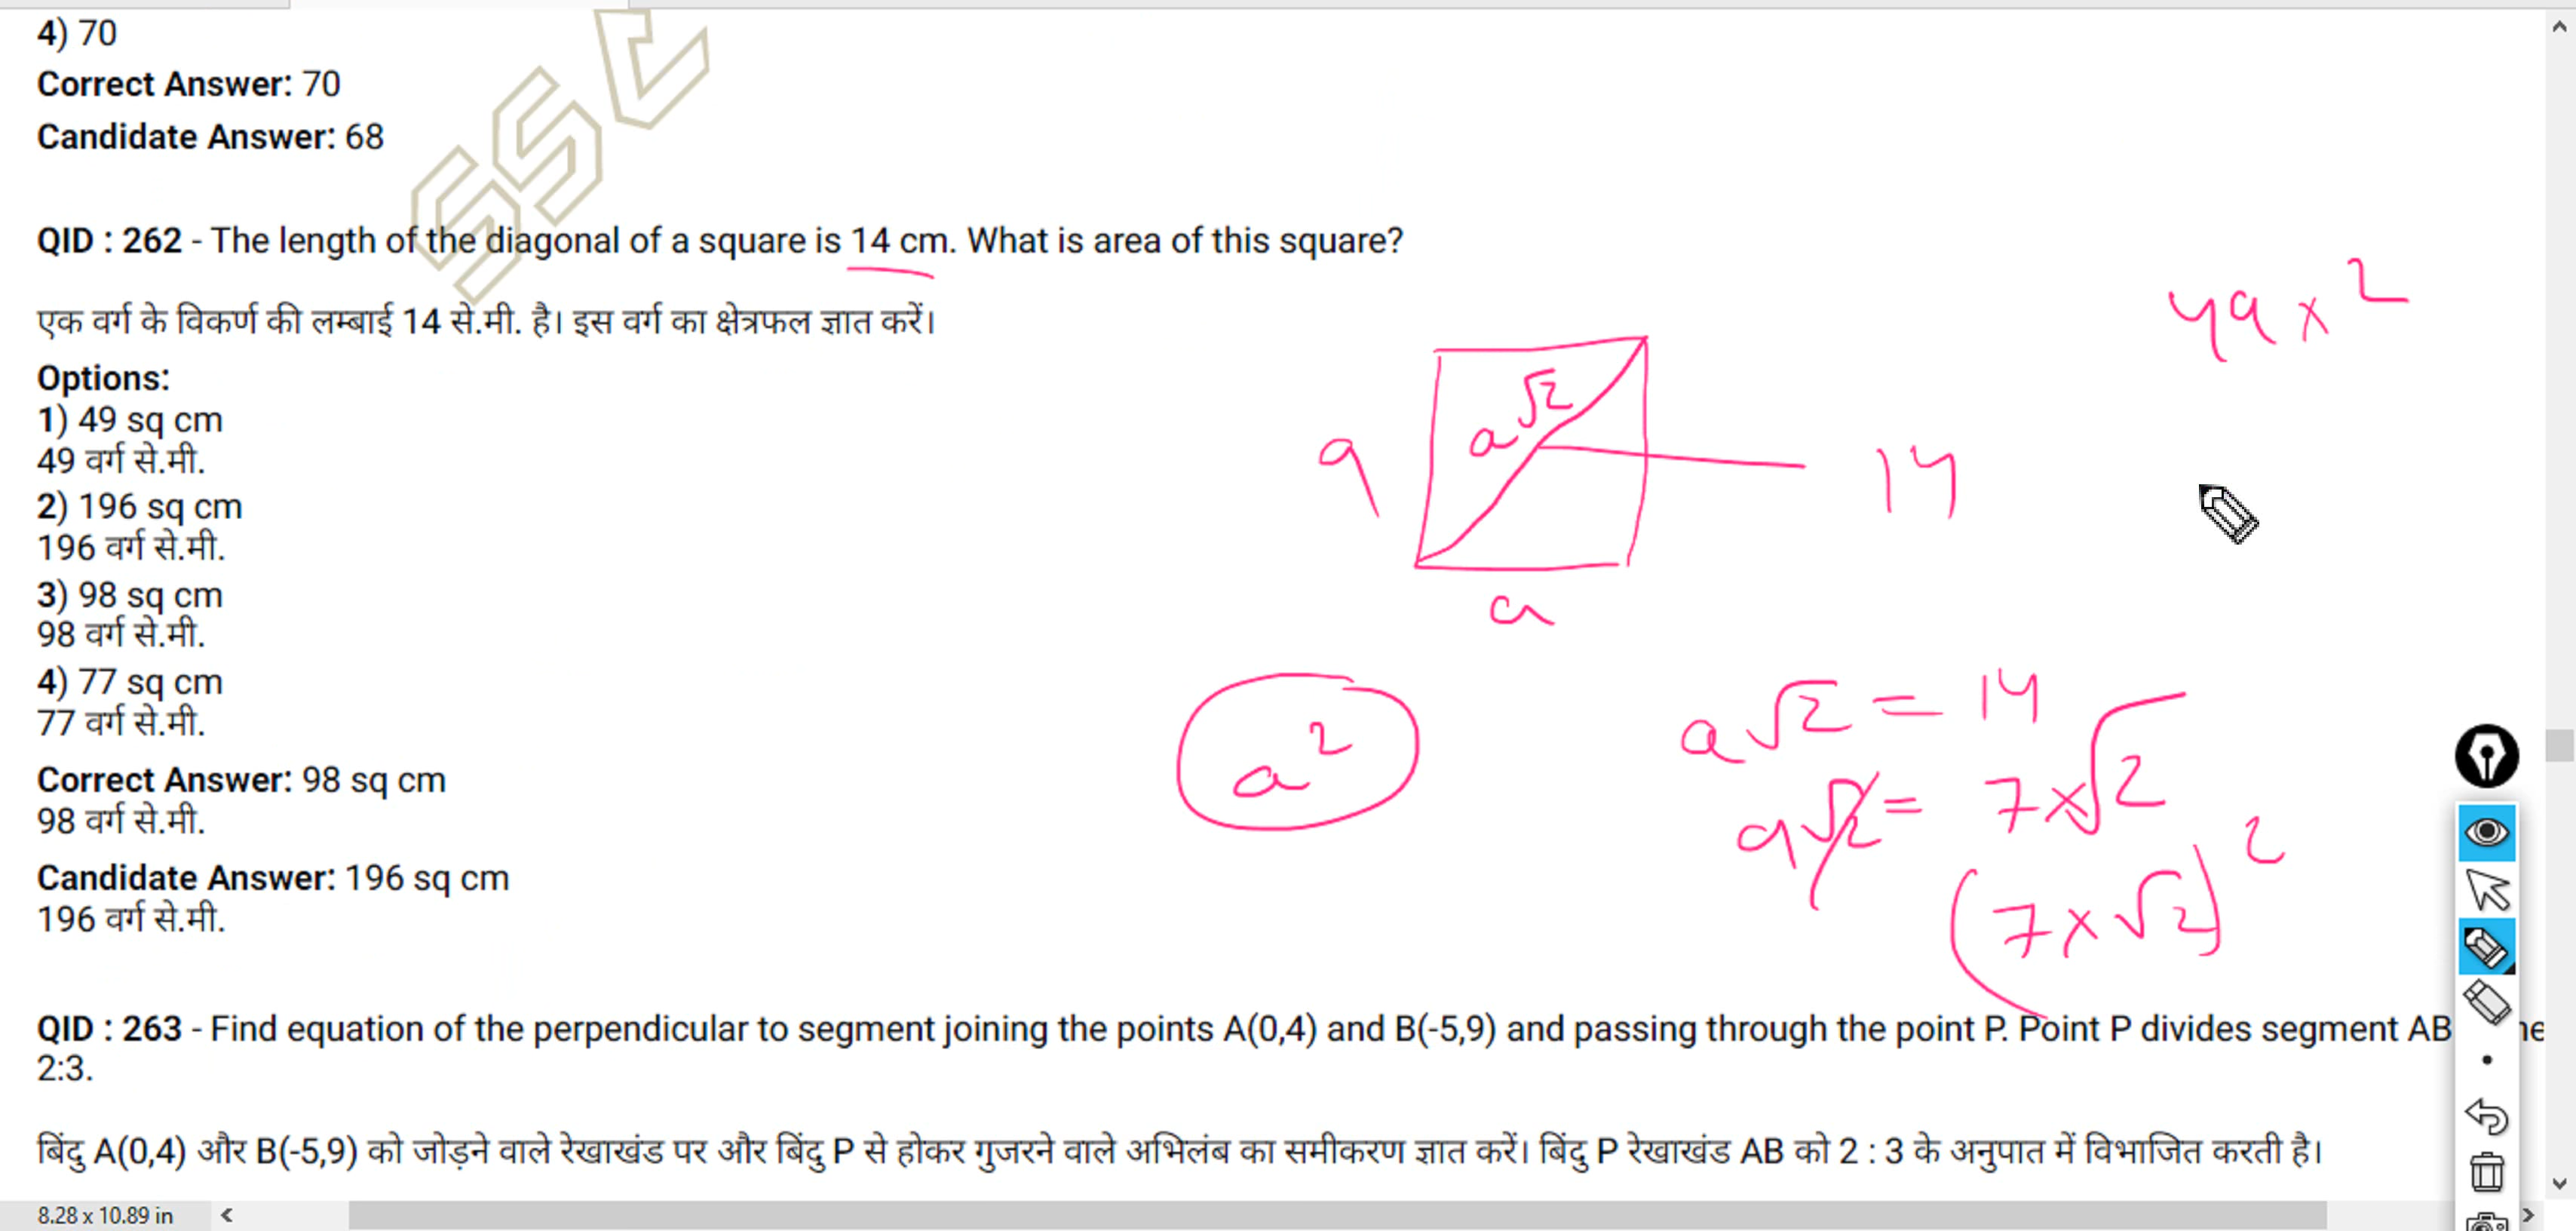 4) 70
Correct Answer: 70
Candidate Answer: 68
SSC
QID : 262 - The length of the diagonal of a square is 14 cm. What is area of this square?
एक वर्ग के विकर्ण की लम्बाई 14 से.मी. है। इस वर्ग का क्षेत्रफल ज्ञात करें।
Options:
1) 49 sq cm
49 वर्ग से.मी.
2) 196 sq cm
196 वर्ग से.मी.
3) 98 sq cm
98 वर्ग से.मी.
4) 77 sq cm
77 वर्ग से.मी.
Correct Answer: 98 sq cm
98 वर्ग से.मी.
Candidate Answer: 196 sq cm
196 वर्ग से.मी.
49 x 2
a√2
a
14
a
a²
a√2 = 14
a√2 = 7x√2
(7x√2)²
QID : 263 - Find equation of the perpendicular to segment joining the points A(0,4) and B(-5,9) and passing through the point P. Point P divides segment AB
2:3.
बिंदु A(0,4) और B(-5,9) को जोड़ने वाले रेखाखंड पर और बिंदु P से होकर गुजरने वाले अभिलंब का समीकरण ज्ञात करें। बिंदु P रेखाखंड AB को 2 : 3 के अनुपात में विभाजित करती है।
8.28 x 10.89 in